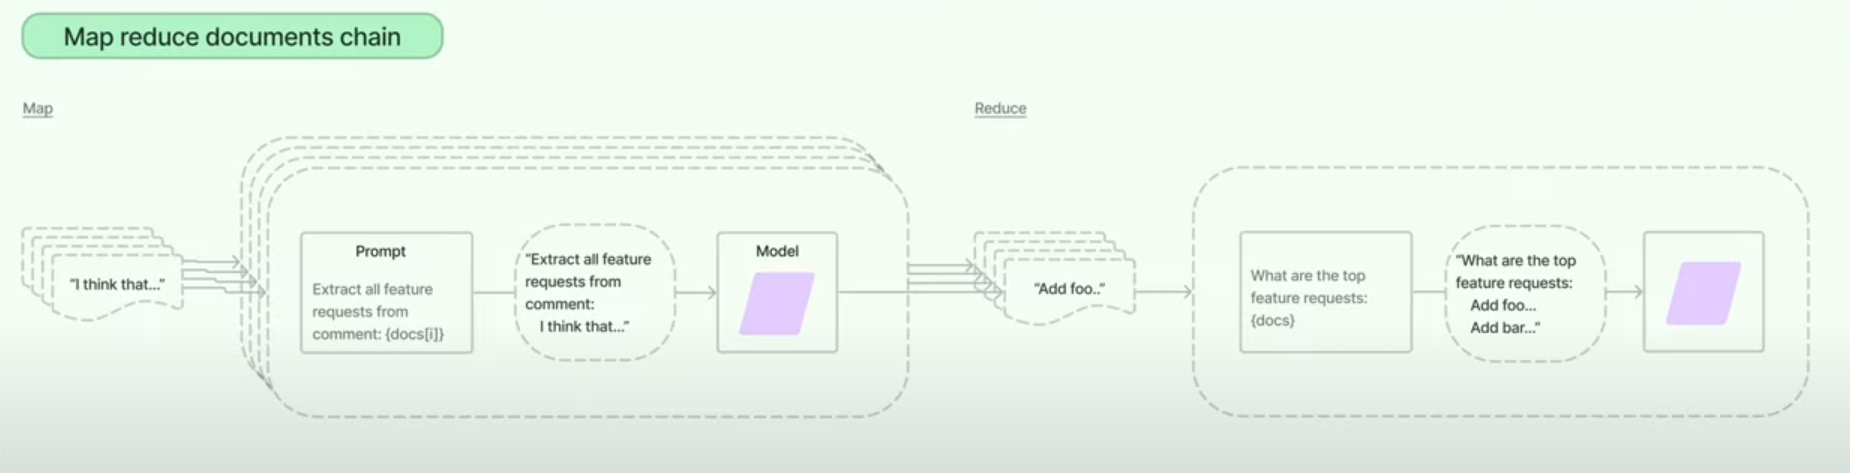 Map reduce documents chain
Map
"I think that..."
Prompt
Extract all feature
requests from
comment: {docs[i]}
"Extract all feature
requests from
comment:
I think that..."
Model
Reduce
"Add foo.."
What are the top
feature requests:
{docs}
"What are the top
feature requests:
Add foo...
Add bar..."